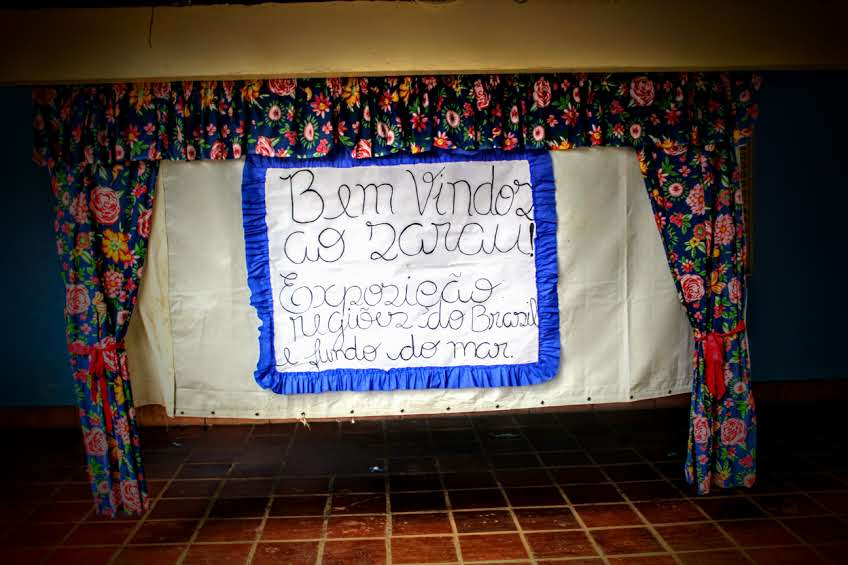 Bem Vindos
ao sarau!
Exposição
regiões do Brasil
e fundo do mar.